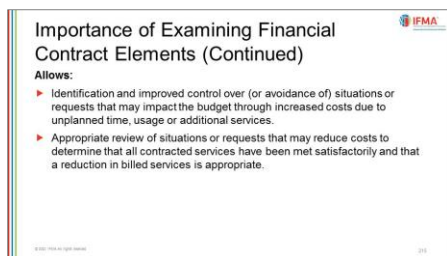 Importance of Examining Financial
Contract Elements (Continued)
IFMA
Allows:
Identification and improved control over (or avoidance of) situations or
requests that may impact the budget through increased costs due to
unplanned time, usage or additional services.
Appropriate review of situations or requests that may reduce costs to
determine that all contracted services have been met satisfactorily and that
a reduction in billed services is appropriate.